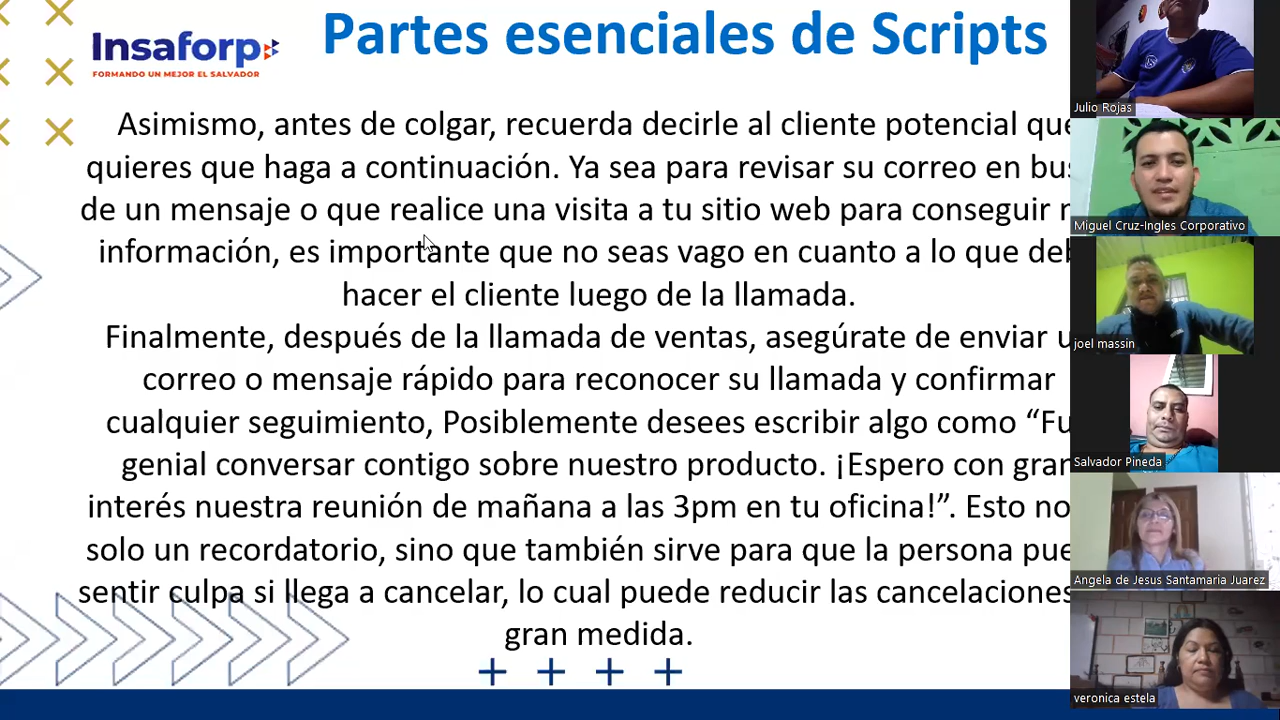 Insaforp
FORMANDO UN MEJOR EL SALVADOR
Partes esenciales de Scripts
Asimismo, antes de colgar, recuerda decirle al cliente potencial que
quieres que haga a continuación. Ya sea para revisar su correo en
de un mensaje o que realice una visita a tu sitio web para conseguir
información, es importante que no seas vago en cuanto a lo que
hacer el cliente luego de la llamada.
Finalmente, después de la llamada de ventas, asegúrate de enviar
correo o mensaje rápido para reconocer su llamada y confirmar
cualquier seguimiento, Posiblemente desees escribir algo como
genial conversar contigo sobre nuestro producto. ¡Espero con gran
interés nuestra reunión de mañana a las 3pm en tu oficina!”. Esto no
solo un recordatorio, sino que también sirve para que la persona
sentir culpa si llega a cancelar, lo cual puede reducir las cancelaciones
gran medida.
Julio Rojas
Miguel Cruz-Ingles Corporativo
joel massin
Salvador Pineda
Angela de Jesus Santamaria Juarez
veronica estela